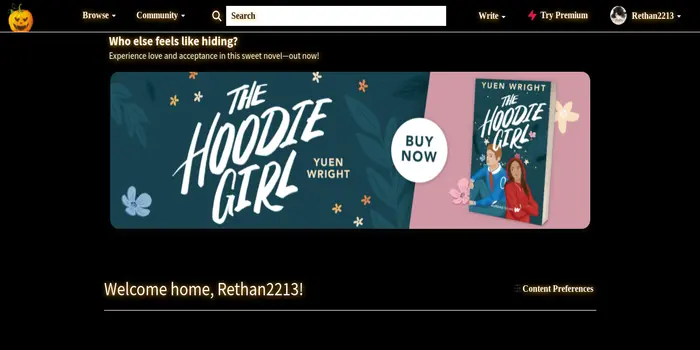 Browse Community Search Write Try Premium Rethan2213
Who else feels like hiding?
Experience love and acceptance in this sweet novel—out now!
THE
HOODIE
GIRL
YUEN
WRIGHT
BUY
NOW
YUEN WRIGHT
THE
HOODIE
GIRL
Welcome home, Rethan2213!
Content Preferences